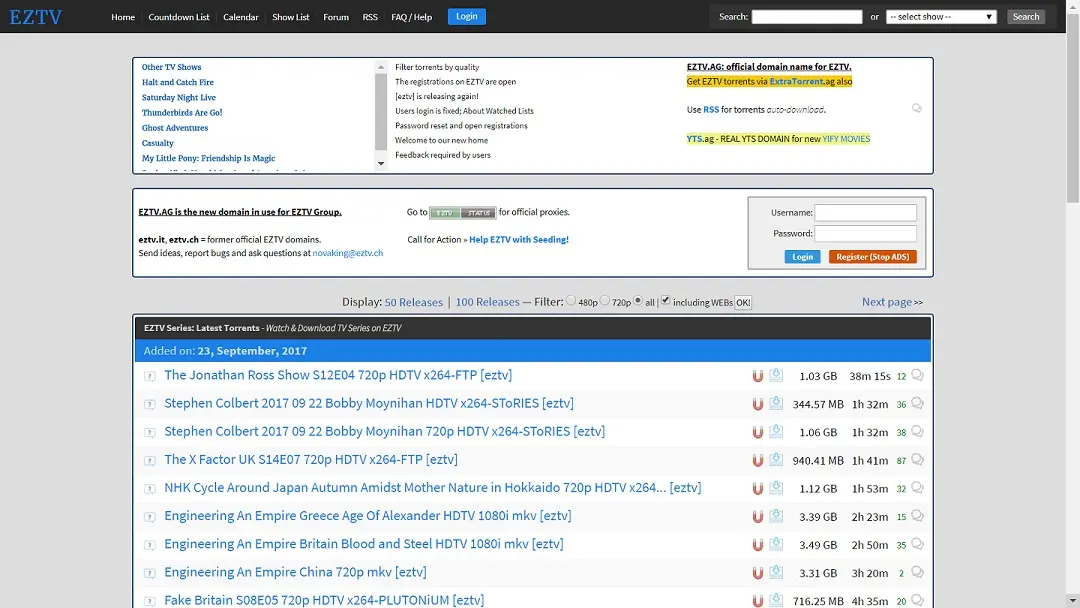 EZTV
Home Countdown List Calendar Show List Forum RSS FAQ / Help Login Search: or -- select show -- Search
Other TV Shows
Halt and Catch Fire
Saturday Night Live
Thunderbirds Are Go!
Ghost Adventures
Casualty
My Little Pony: Friendship Is Magic
Filter torrents by quality
The registrations on EZTV are open
[eztv] is releasing again!
Users login is fixed; About Watched Lists
Password reset and open registrations
Welcome to our new home
Feedback required by users
EZTV.AG: official domain name for EZTV.
Get EZTV torrents via ExtraTorrent.ag also
Use RSS for torrents auto-download.
YTS.ag - REAL YTS DOMAIN for new YIFY MOVIES
EZTV.AG is the new domain in use for EZTV Group.
eztv.it, eztv.ch = former official EZTV domains.
Send ideas, report bugs and ask questions at novaking@eztv.ch
Go to EZTV STATUS for official proxies.
Call for Action » Help EZTV with Seeding!
Username:
Password:
Login Register (Stop ADS)
Display: 50 Releases | 100 Releases — Filter: 480p 720p all | including WEBs OK! Next page >>
EZTV Series: Latest Torrents - Watch & Download TV Series on EZTV
Added on: 23, September, 2017
The Jonathan Ross Show S12E04 720p HDTV x264-FTP [eztv] 1.03 GB 38m 15s 12
Stephen Colbert 2017 09 22 Bobby Moynihan HDTV x264-SToRIES [eztv] 344.57 MB 1h 32m 36
Stephen Colbert 2017 09 22 Bobby Moynihan 720p HDTV x264-SToRIES [eztv] 1.06 GB 1h 32m 38
The X Factor UK S14E07 720p HDTV x264-FTP [eztv] 940.41 MB 1h 41m 87
NHK Cycle Around Japan Autumn Amidst Mother Nature in Hokkaido 720p HDTV x264... [eztv] 1.12 GB 1h 53m 32
Engineering An Empire Greece Age Of Alexander HDTV 1080i mkv [eztv] 3.39 GB 2h 23m 15
Engineering An Empire Britain Blood and Steel HDTV 1080i mkv [eztv] 3.49 GB 2h 50m 35
Engineering An Empire China 720p mkv [eztv] 3.31 GB 3h 20m 2
Fake Britain S08E05 720p HDTV x264-PLUTONiUM [eztv] 716.25 MB 4h 35m 20